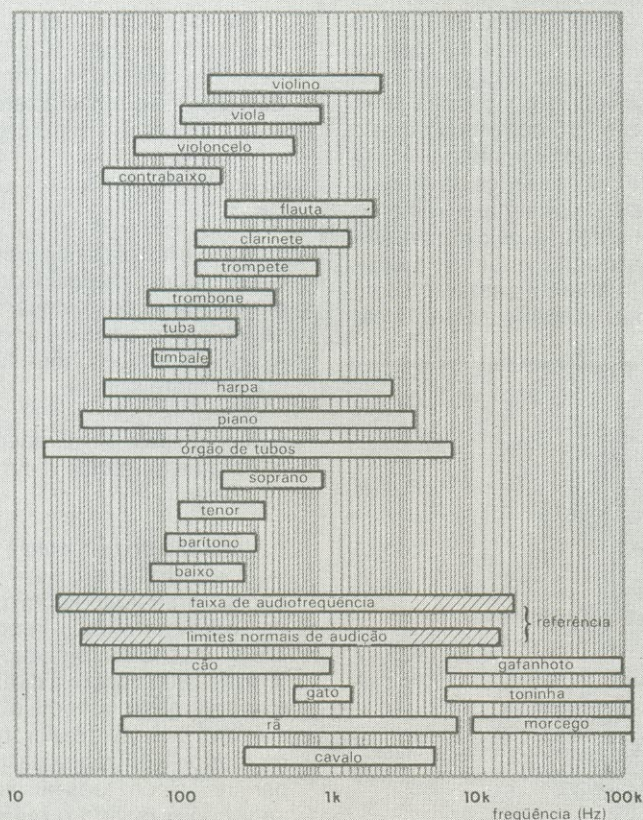 violino
viola
violoncelo
contrabaixo
flauta
clarinete
trompete
trombone
tuba
timbale
harpa
piano
órgão de tubos
soprano
tenor
barítono
baixo
faixa de audiofreqüência
referência
limites normais de audição
cão gafanhoto
gato toninha
rã morcego
cavalo
10 100 1k 10k 100k
freqüência (Hz)